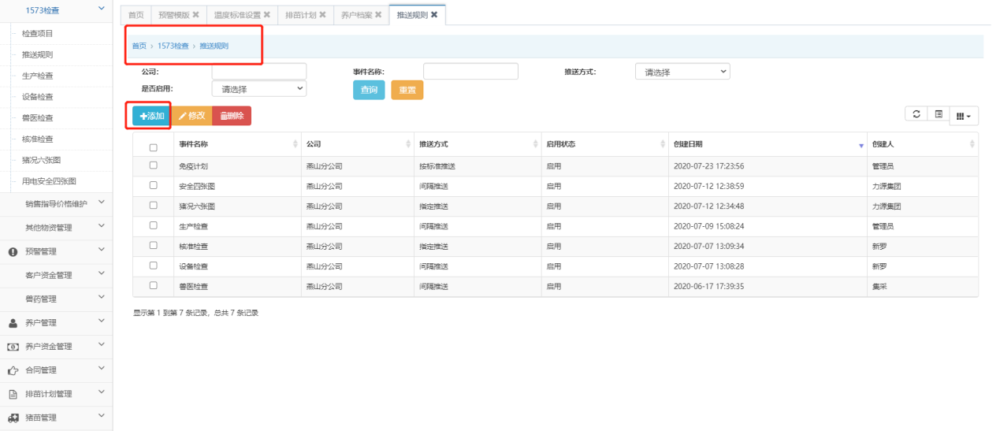 1573检查
首页 预警模版 ✖ 温度标准设置 ✖ 排苗计划 ✖ 养户档案 ✖ 推送规则 ✖
检查项目
推送规则
生产检查
设备检查
兽医检查
核准检查
猪况六张图
用电安全四张图
销售指导价格维护
其他物资管理
预警管理
客户资金管理
兽药管理
养户管理
养户资金管理
合同管理
排苗计划管理
猪苗管理
首页 › 1573检查 › 推送规则
公司: 事件名称: 推送方式: 请选择
是否启用: 请选择 查询 重置
添加 修改 删除
事件名称 公司 推送方式 启用状态 创建日期 创建人
免疫计划 燕山分公司 按标准推送 启用 2020-07-23 17:23:56 管理员
安全四张图 燕山分公司 间隔推送 启用 2020-07-12 12:38:59 力源集团
猪况六张图 燕山分公司 指定推送 启用 2020-07-12 12:34:48 力源集团
生产检查 燕山分公司 间隔推送 启用 2020-07-09 15:08:24 管理员
核准检查 燕山分公司 指定推送 启用 2020-07-07 13:09:34 新罗
设备检查 燕山分公司 间隔推送 启用 2020-07-07 13:08:28 新罗
兽医检查 燕山分公司 间隔推送 启用 2020-06-17 17:39:35 集采
显示第 1 到第 7 条记录，总共 7 条记录